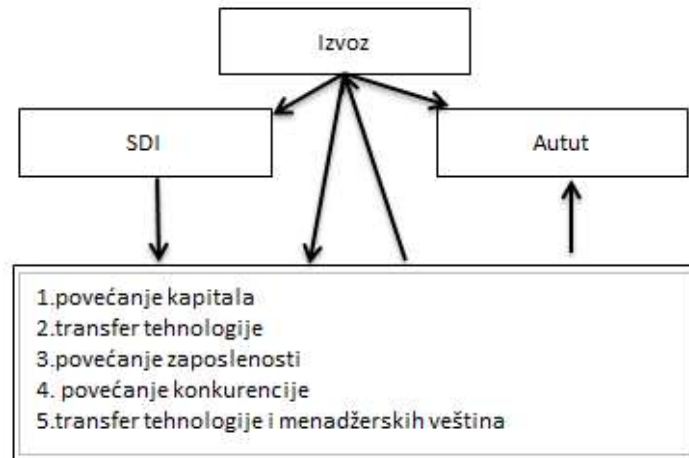 Izvoz
SDI
Autut
1.povećanje kapitala
2.transfer tehnologije
3.povećanje zaposlenosti
4. povećanje konkurencije
5.transfer tehnologije i menadžerskih veština